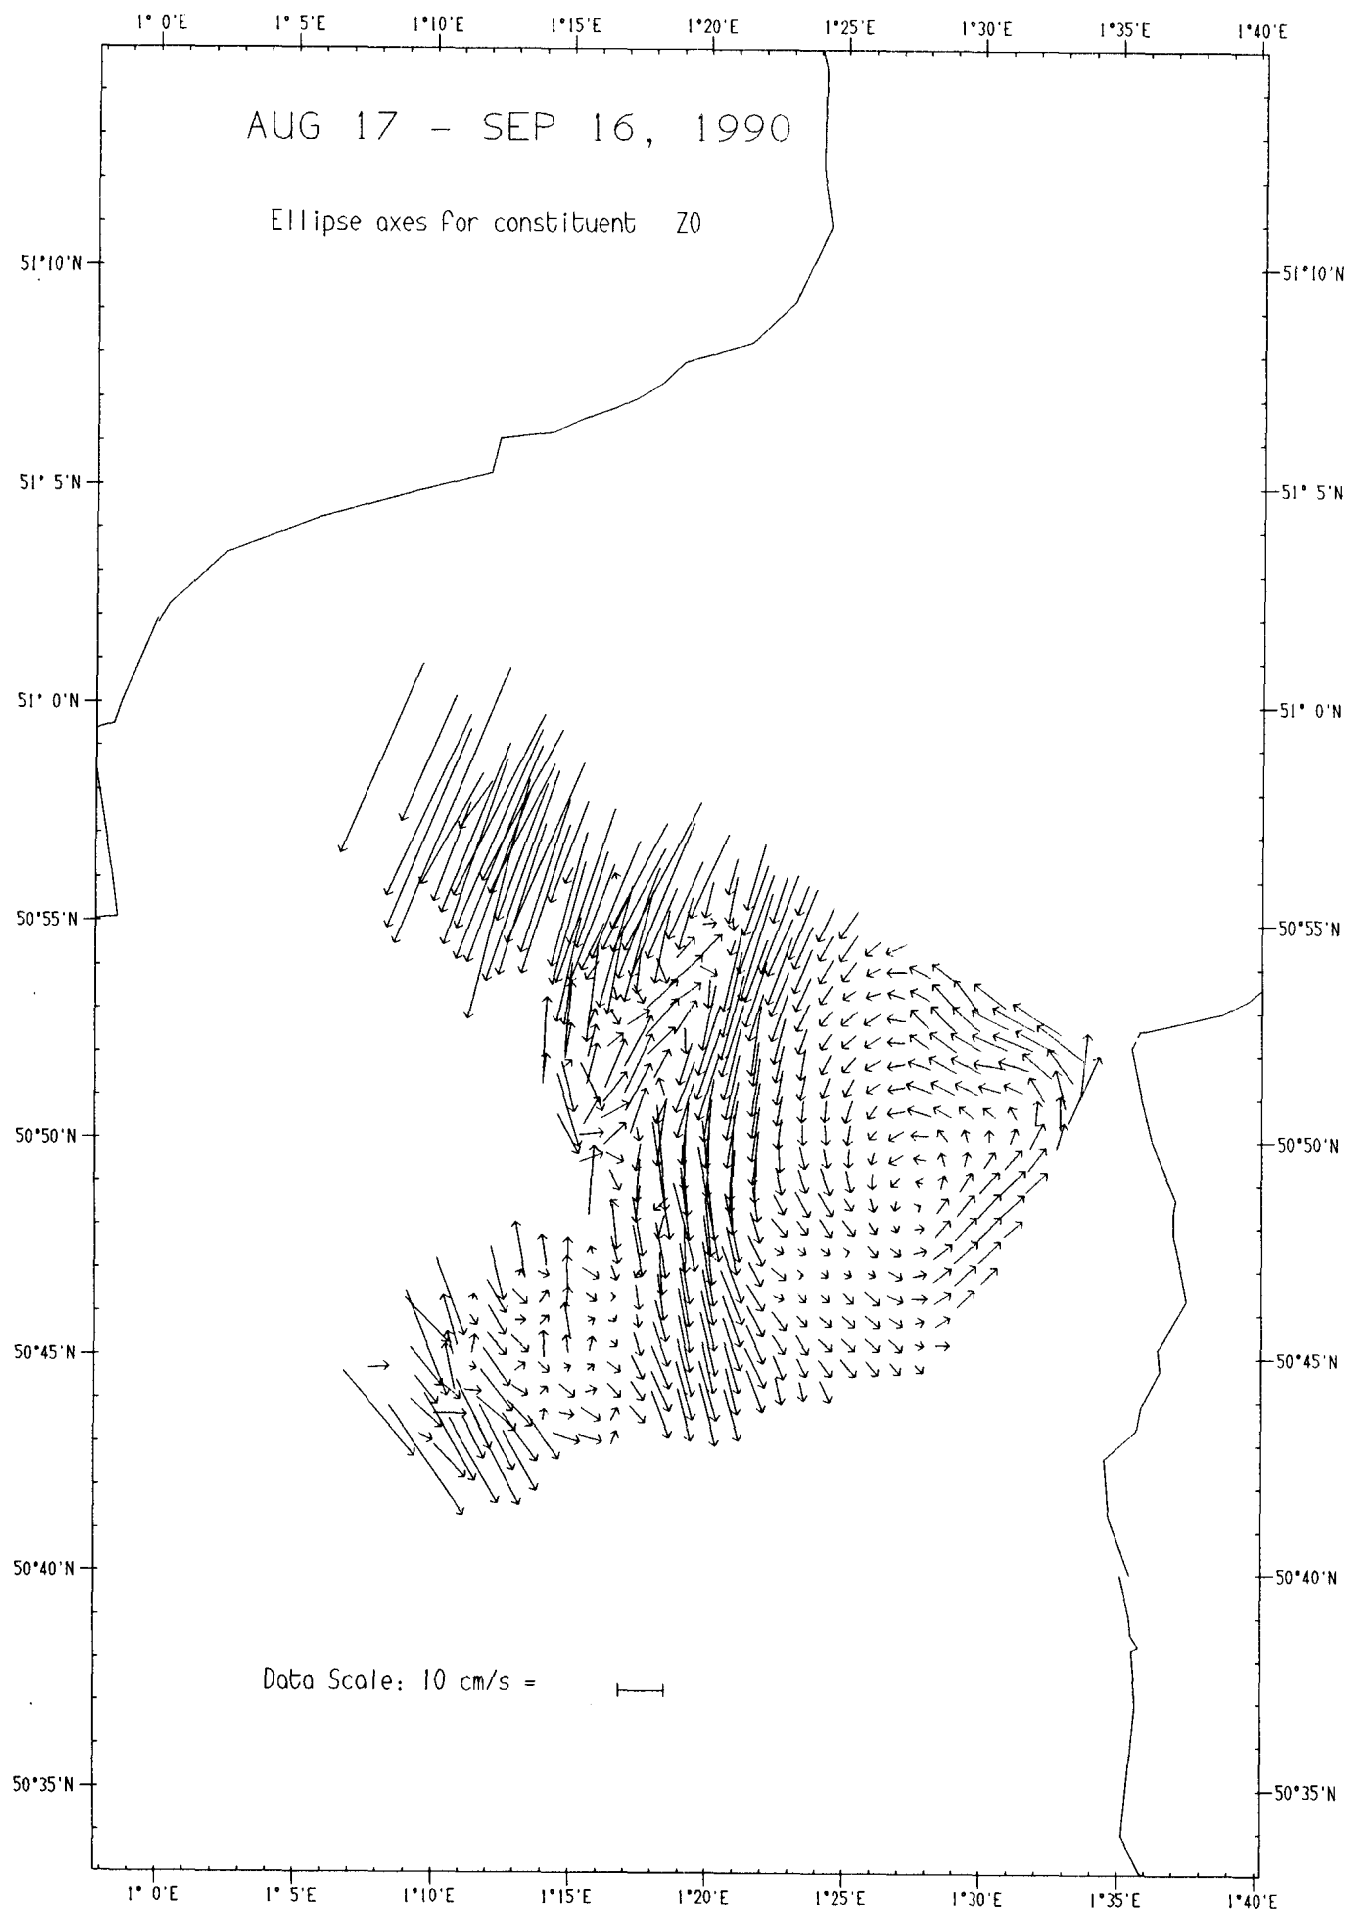 1° 0'E 1° 5'E 1°10'E 1°15'E 1°20'E 1°25'E 1°30'E 1°35'E 1°40'E
AUG 17 - SEP 16, 1990
Ellipse axes for constituent Z0
51°10'N 51°10'N
51° 5'N 51° 5'N
51° 0'N 51° 0'N
50°55'N 50°55'N
50°50'N 50°50'N
50°45'N 50°45'N
50°40'N 50°40'N
Data Scale: 10 cm/s =
50°35'N 50°35'N
1° 0'E 1° 5'E 1°10'E 1°15'E 1°20'E 1°25'E 1°30'E 1°35'E 1°40'E